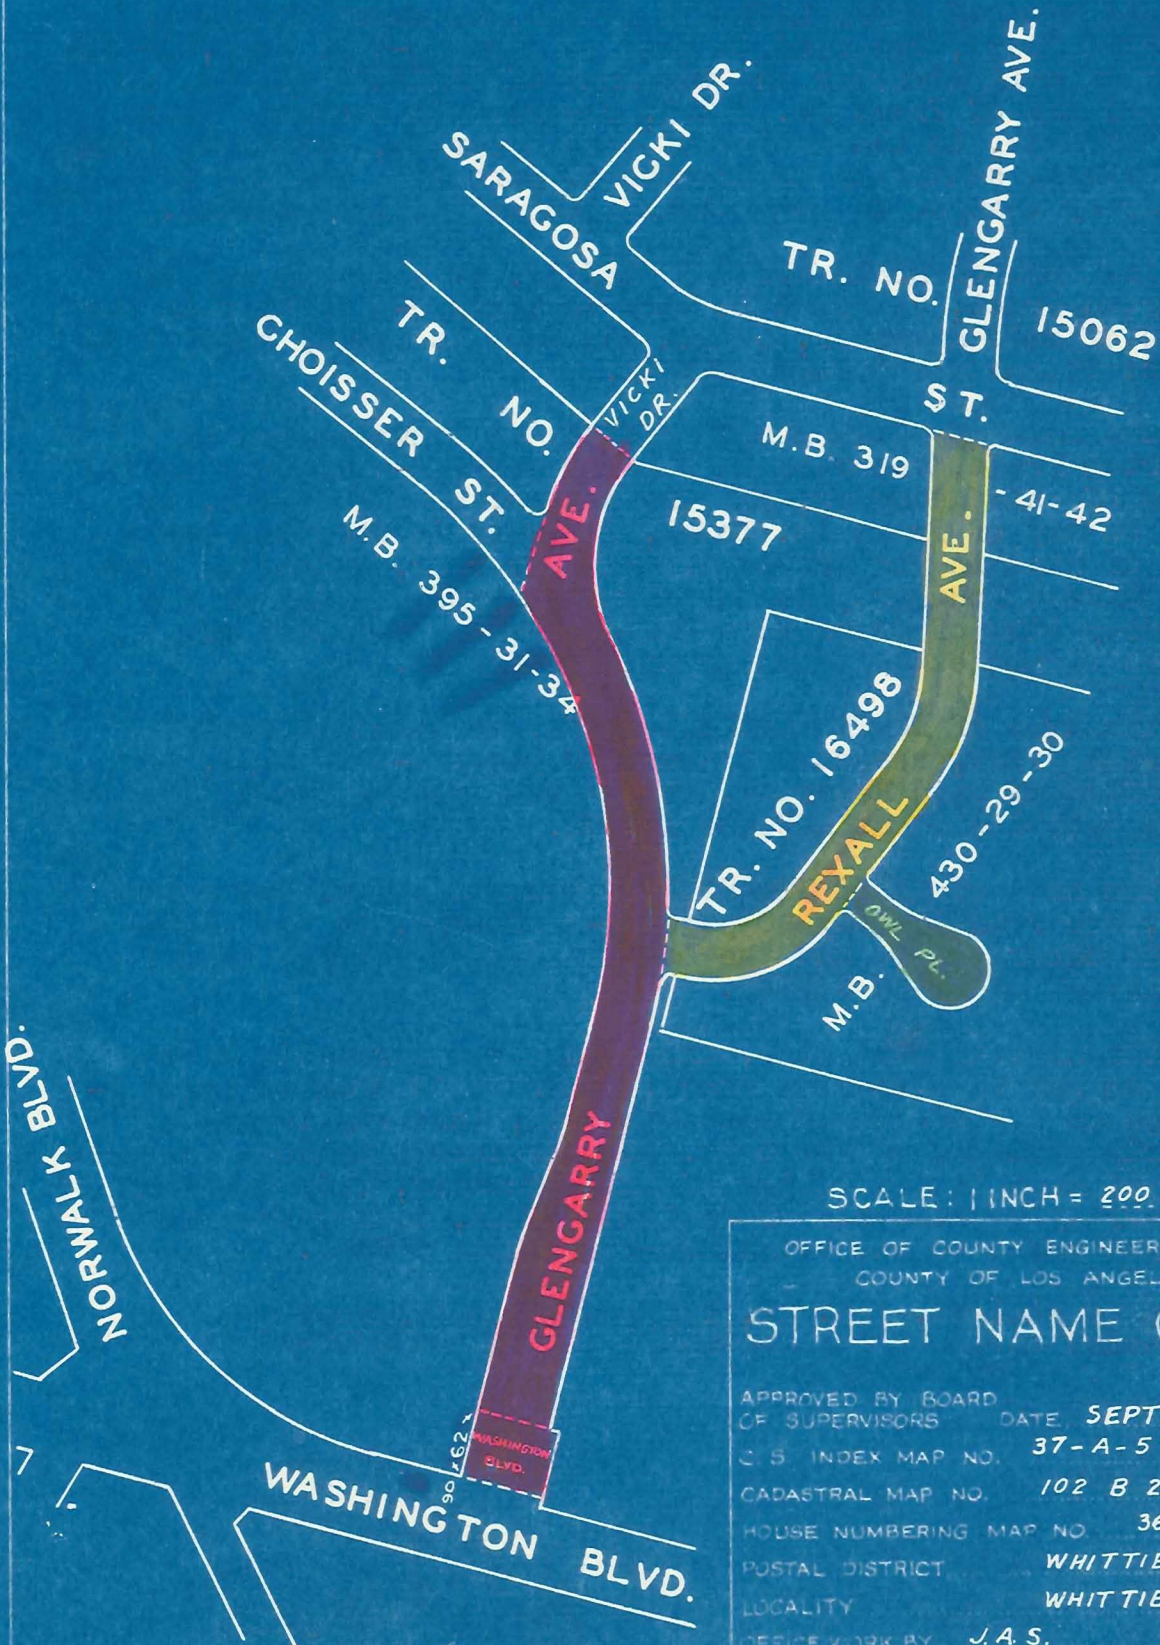 GLENGARRY AVE.
VICKI DR.
SARAGOSA
ST.
TR. NO.
15062
TR. NO.
15377
CHOISSER ST.
VICKI
DR.
M.B. 319
- 41-42
M.B. 395-31-34
AVE.
AVE.
TR. NO. 16498
REXALL
430-29-30
M.B.
OWL PL.
GLENGARRY
NORWALK BLVD.
7
90
62
WASHINGTON
BLVD.
WASHINGTON BLVD.
SCALE: 1 INCH = 200
OFFICE OF COUNTY ENGINEER
COUNTY OF LOS ANGEL
STREET NAME C
APPROVED BY BOARD
OF SUPERVISORS DATE SEPT
C.S. INDEX MAP NO. 37-A-5
CADASTRAL MAP NO. 102 B 2
HOUSE NUMBERING MAP NO. 36
POSTAL DISTRICT WHITTIE
LOCALITY WHITTIE
OFFICE WORK BY J.A.S.